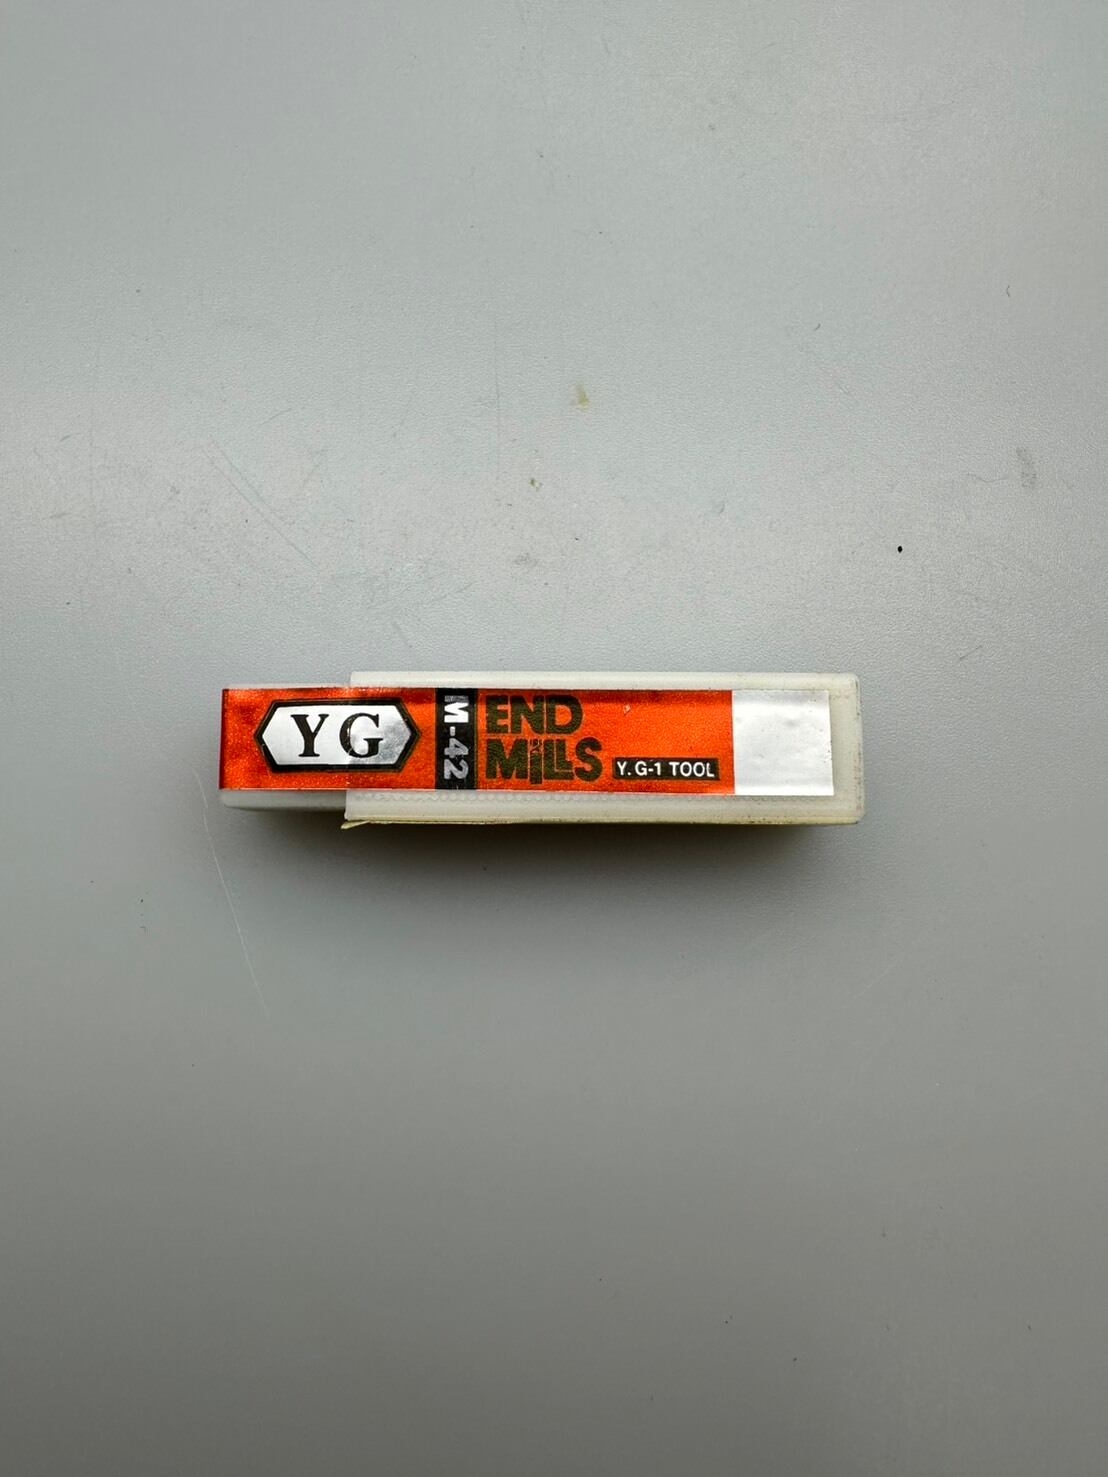 YG
M-42
END
MiLLS
Y. G-1 TOOL